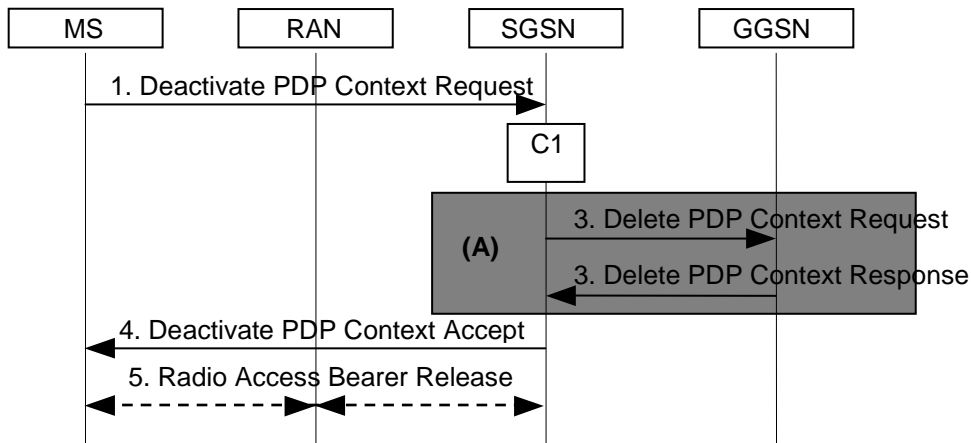 MS RAN SGSN GGSN
1. Deactivate PDP Context Request
C1
3. Delete PDP Context Request
(A)
3. Delete PDP Context Response
4. Deactivate PDP Context Accept
5. Radio Access Bearer Release